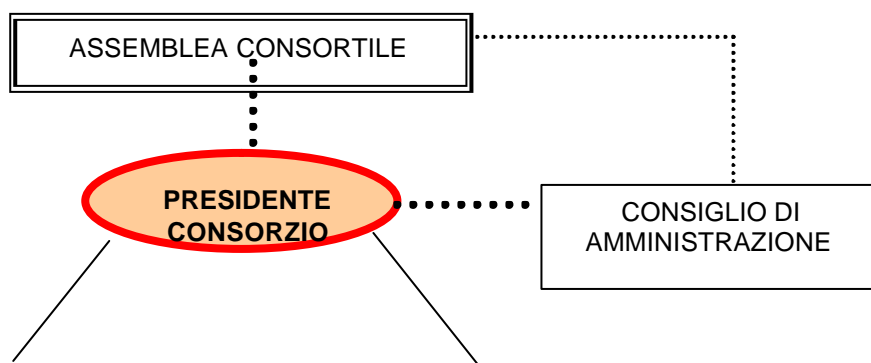 ASSEMBLEA CONSORTILE
PRESIDENTE
CONSORZIO
CONSIGLIO DI
AMMINISTRAZIONE